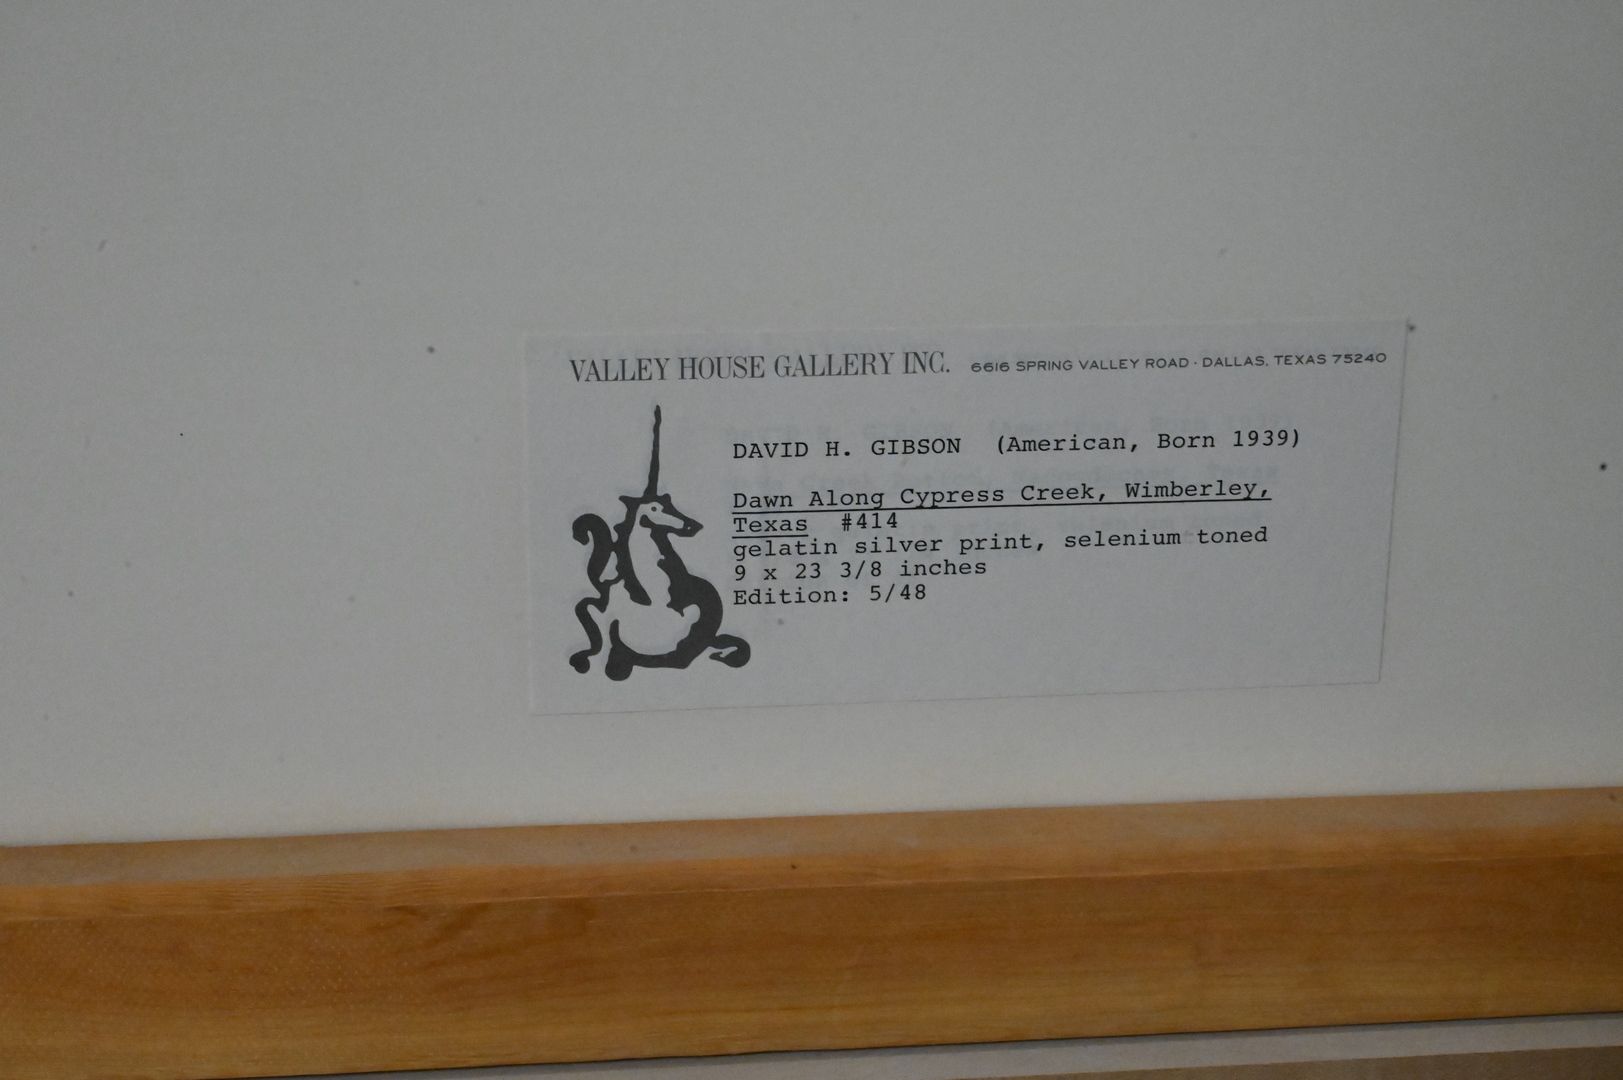 VALLEY HOUSE GALLERY INC. 6616 SPRING VALLEY ROAD · DALLAS, TEXAS 75240
DAVID H. GIBSON (American, Born 1939)
Dawn Along Cypress Creek, Wimberley,
Texas #414
gelatin silver print, selenium toned
9 x 23 3/8 inches
Edition: 5/48